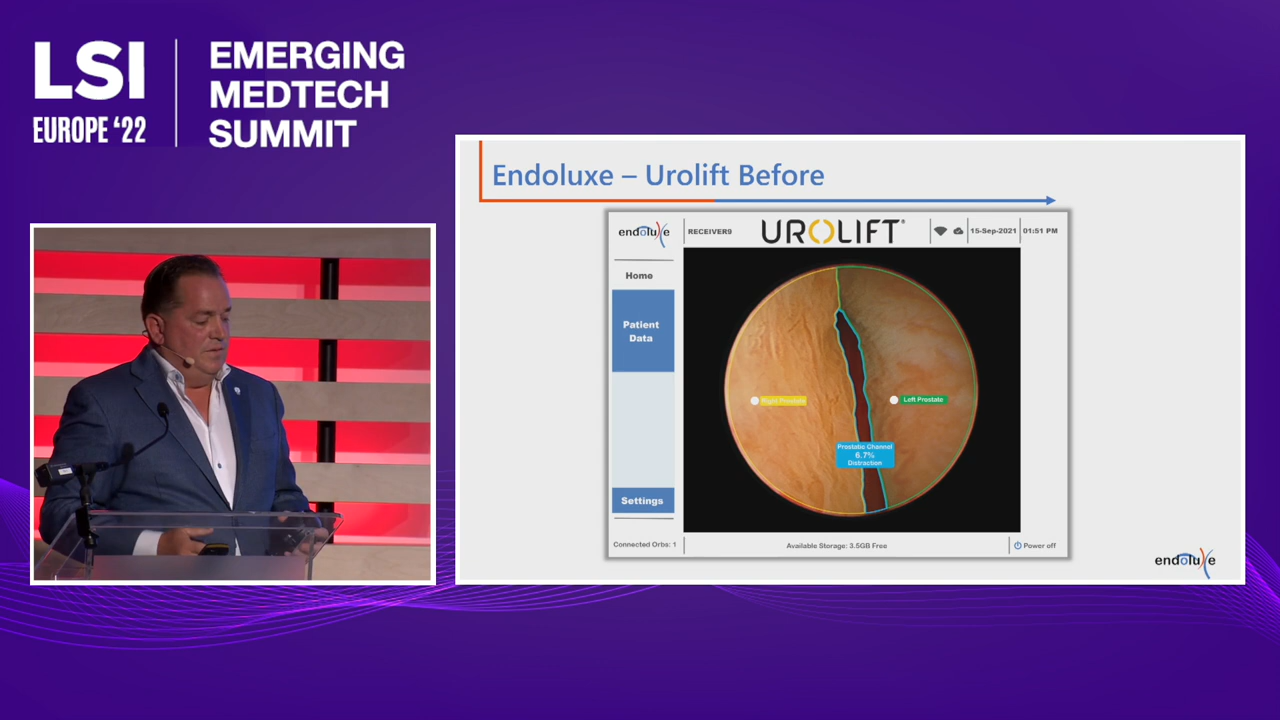 LSI
EUROPE '22
EMERGING
MEDTECH
SUMMIT
Endoluxe – Urolift Before
endoluxe
RECEIVER9
UROLIFT®
15-Sep-2021
01:51 PM
Home
Patient
Data
Settings
Right Prostate
Left Prostate
Prostatic Channel
6.7%
Distraction
Connected Orbs: 1
Available Storage: 3.5GB Free
Power off
endoluxe